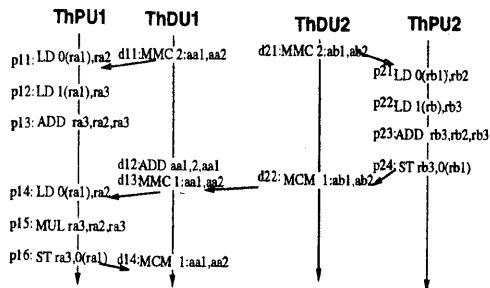 ThPU1 ThDU1 ThDU2 ThPU2
p11: LD 0(ra1),ra2 d11:MMC 2:aa1,aa2 d21:MMC 2:ab1,ab2
p21: LD 0(rb1),rb2
p12: LD 1(ra1),ra3 p22: LD 1(rb),rb3
p13: ADD ra3,ra2,ra3 p23: ADD rb3,rb2,rb3
d12:ADD aa1,2,aa1 p24: ST rb3,0(rb1)
p14: LD 0(ra1),ra2 d13:MMC 1:aa1,aa2 d22: MCM 1:ab1,ab2
p15: MUL ra3,ra2,ra3
p16: ST ra3,0(ra1) d14:MCM 1:aa1,aa2